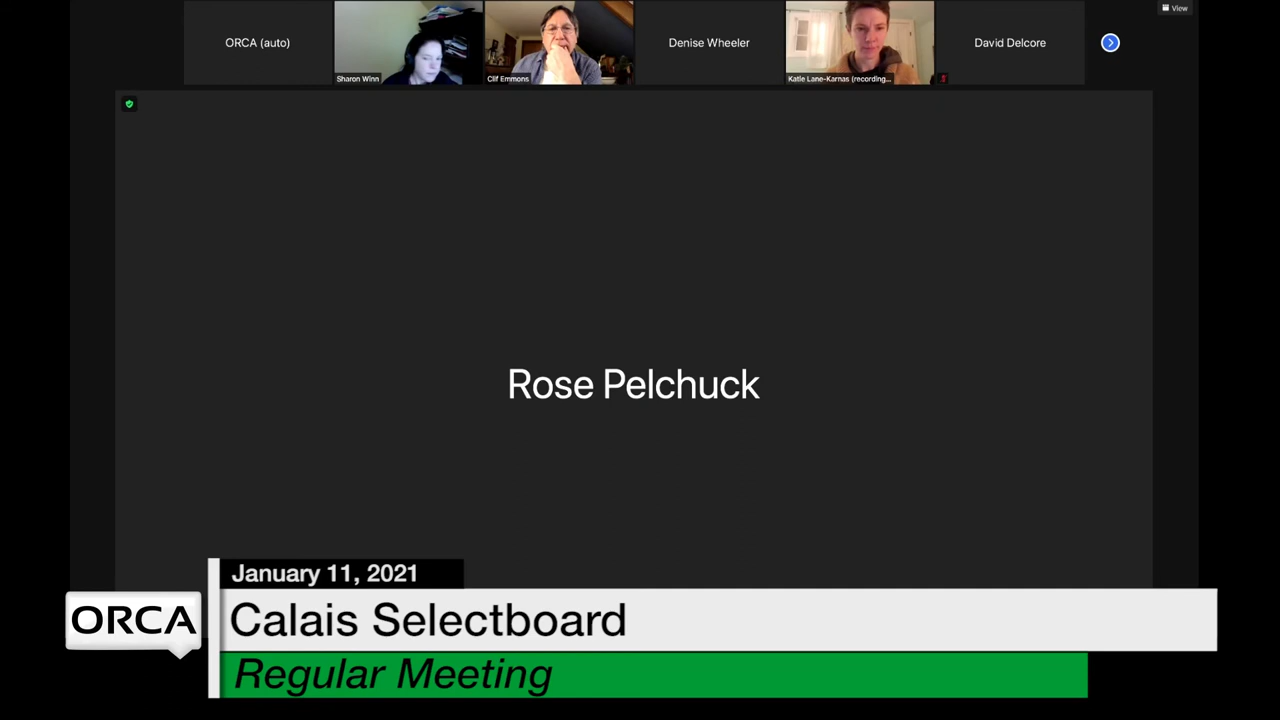 View
ORCA (auto)
Sharon Winn
Clif Emmons
Denise Wheeler
Katie Lane-Karnas (recording...
David Delcore
Rose Pelchuck
January 11, 2021
ORCA
Calais Selectboard
Regular Meeting